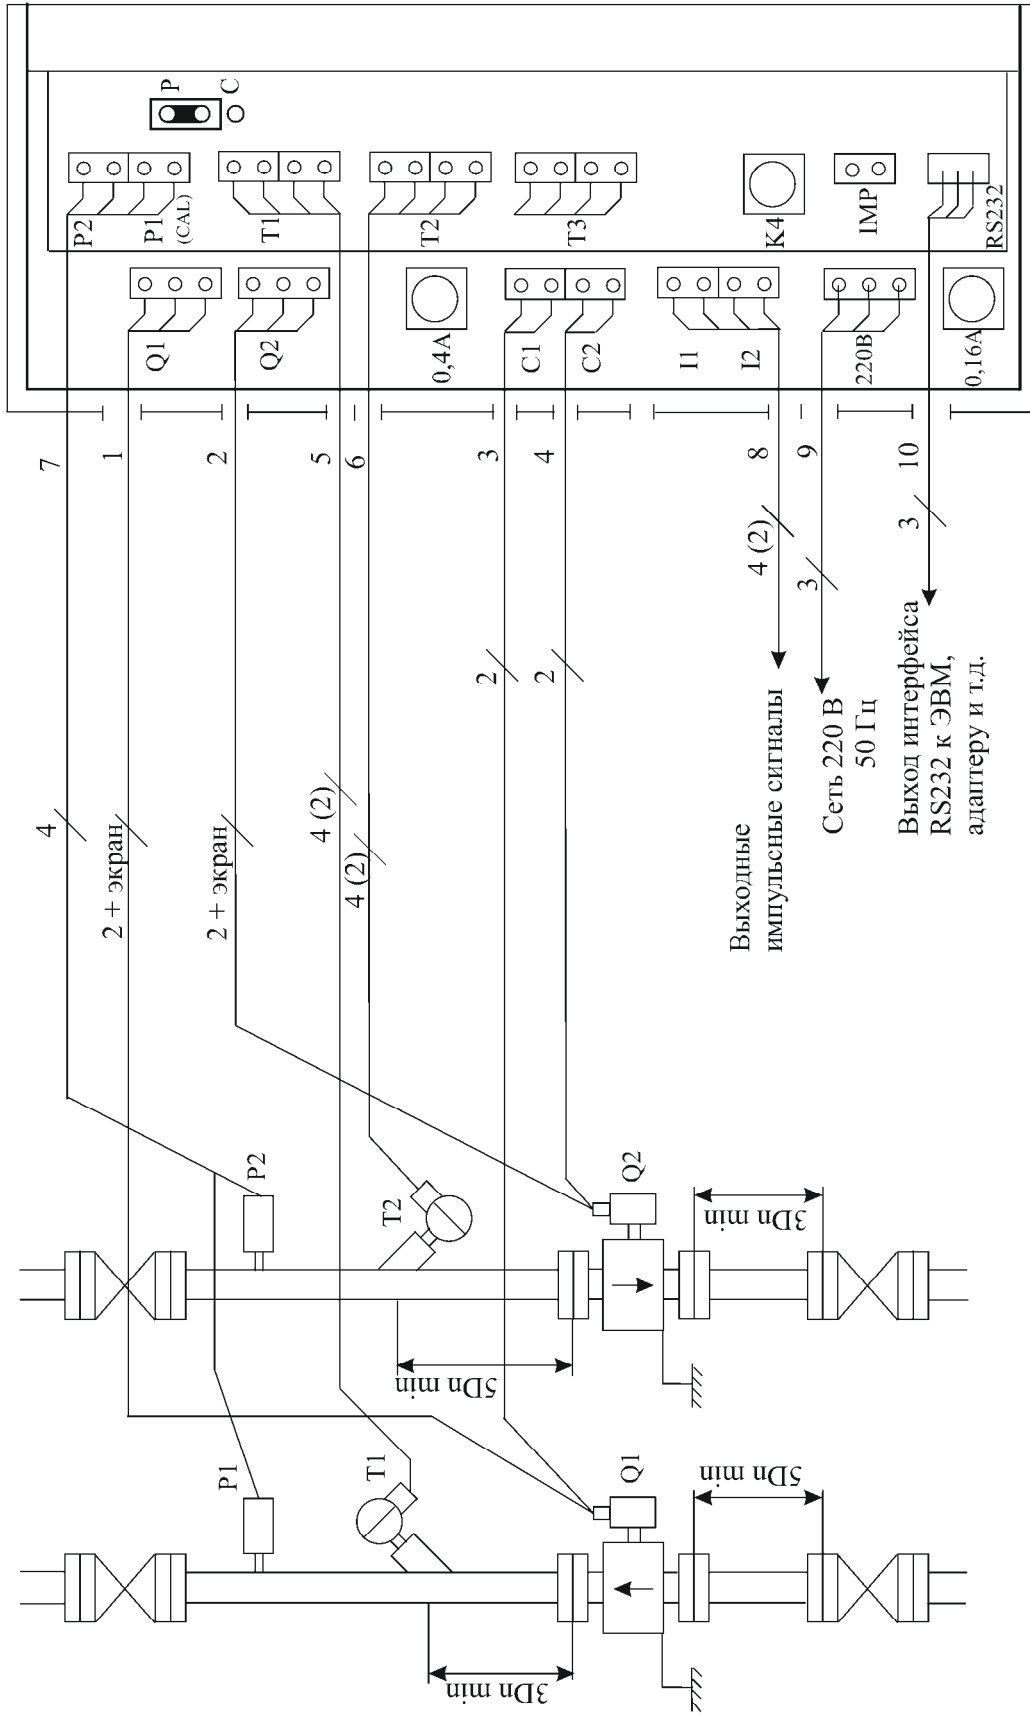 P
C
P2
P1
(CAL)
T1
T2
T3
K4
IMP
RS232
Q1
Q2
0,4A
C1
C2
I1
I2
220В
0,16A
7
1
2
5
6
3
4
8
9
10
4
2 + экран
2 + экран
4 (2)
4 (2)
2
2
4 (2)
3
3
Выходные
импульсные сигналы
Сеть 220 В
50 Гц
Выход интерфейса
RS232 к ЭВМ,
адаптеру и т.д.
P2
T2
Q2
3Dn min
5Dn min
P1
T1
Q1
5Dn min
3Dn min